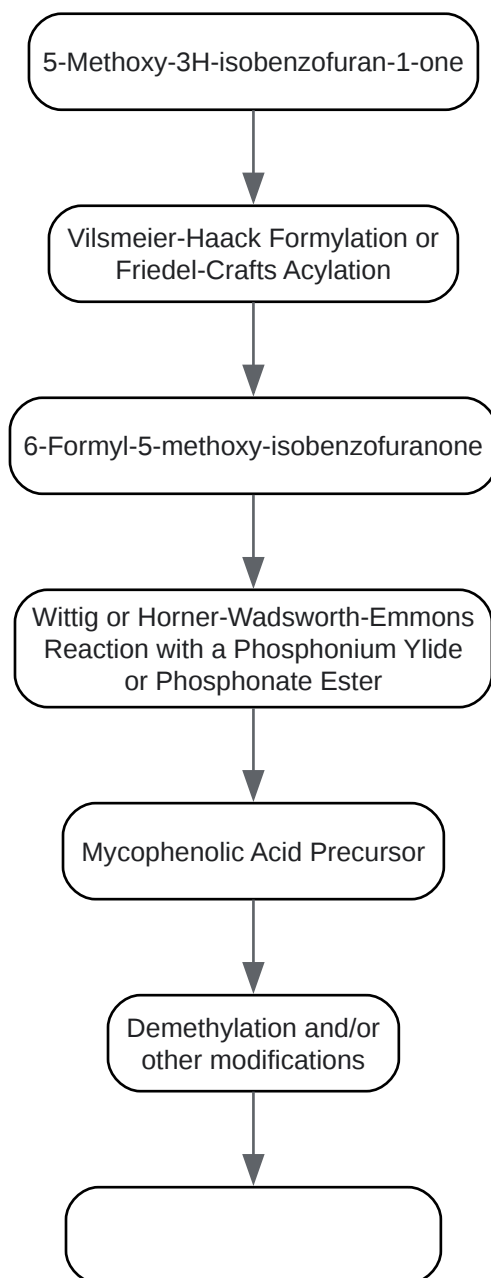 5-Methoxy-3H-isobenzofuran-1-one
Vilsmeier-Haack Formylation or
Friedel-Crafts Acylation
6-Formyl-5-methoxy-isobenzofuranone
Wittig or Horner-Wadsworth-Emmons
Reaction with a Phosphonium Ylide
or Phosphonate Ester
Mycophenolic Acid Precursor
Demethylation and/or
other modifications